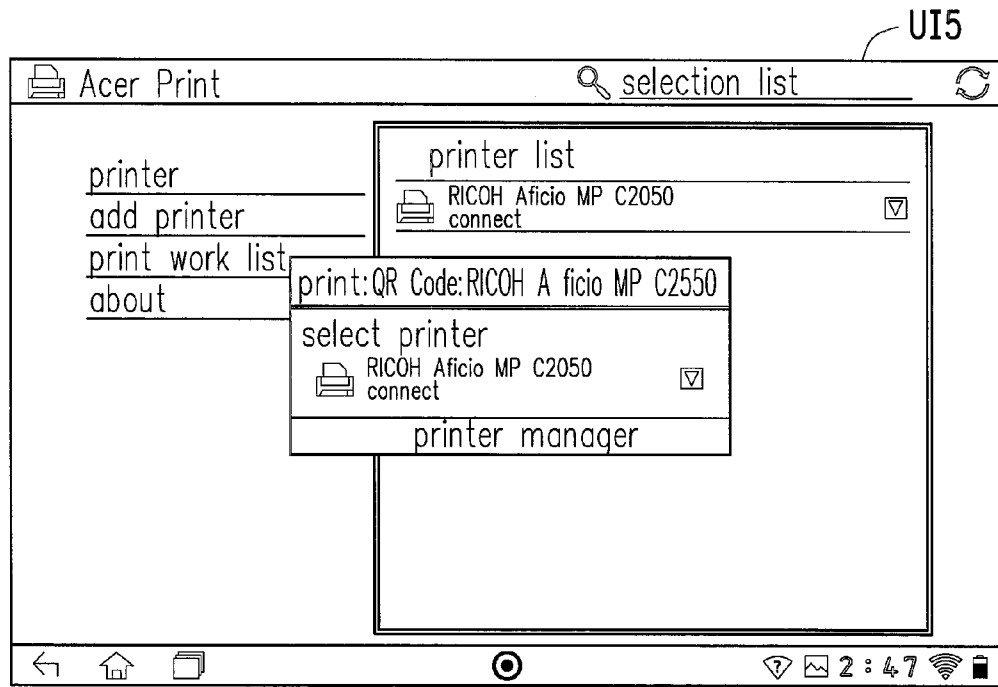 UI5
Acer Print
selection list
printer
add printer
print work list
about
printer list
RICOH Aficio MP C2050
connect
print:QR Code:RICOH A ficio MP C2550
select printer
RICOH Aficio MP C2050
connect
printer manager
2:47